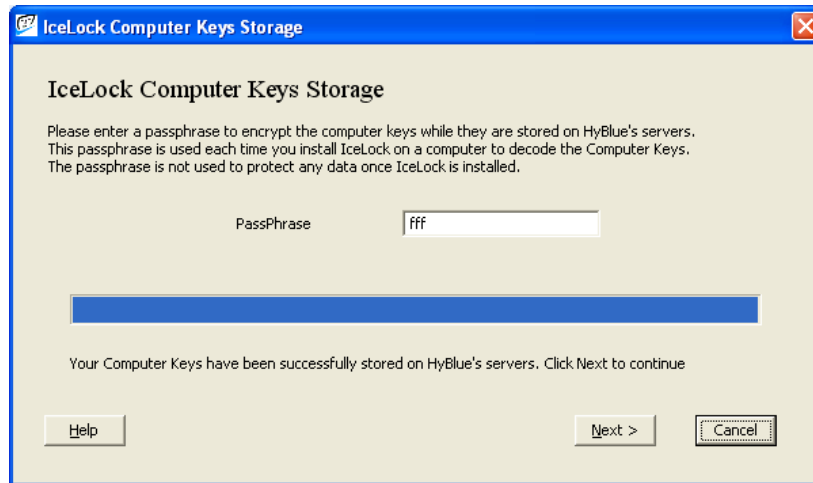 IceLock Computer Keys Storage
IceLock Computer Keys Storage
Please enter a passphrase to encrypt the computer keys while they are stored on HyBlue's servers.
This passphrase is used each time you install IceLock on a computer to decode the Computer Keys.
The passphrase is not used to protect any data once IceLock is installed.
PassPhrase fff
Your Computer Keys have been successfully stored on HyBlue's servers. Click Next to continue
Help Next > Cancel